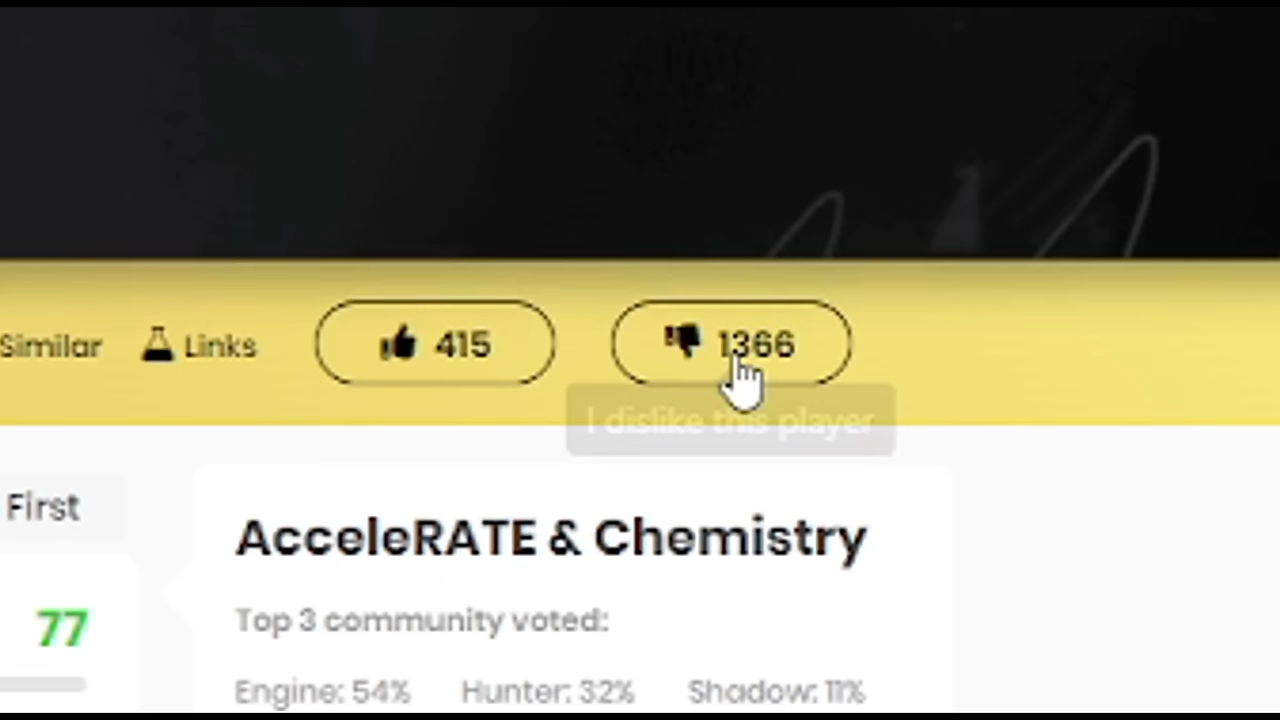 Similar Links 415 1366
I dislike this player
First
AcceleRATE & Chemistry
77
Top 3 community voted:
Engine: 54% Hunter: 32% Shadow: 11%